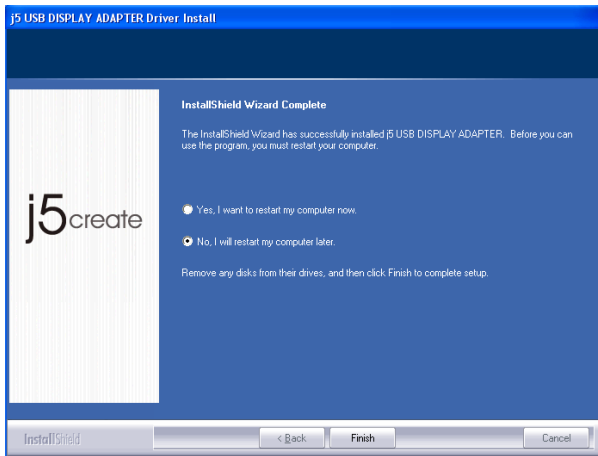 j5 USB DISPLAY ADAPTER Driver Install
InstallShield Wizard Complete
The InstallShield Wizard has successfully installed j5 USB DISPLAY ADAPTER. Before you can
use the program, you must restart your computer.
j5create
Yes, I want to restart my computer now.
No, I will restart my computer later.
Remove any disks from their drives, and then click Finish to complete setup.
InstallShield
< Back
Finish
Cancel